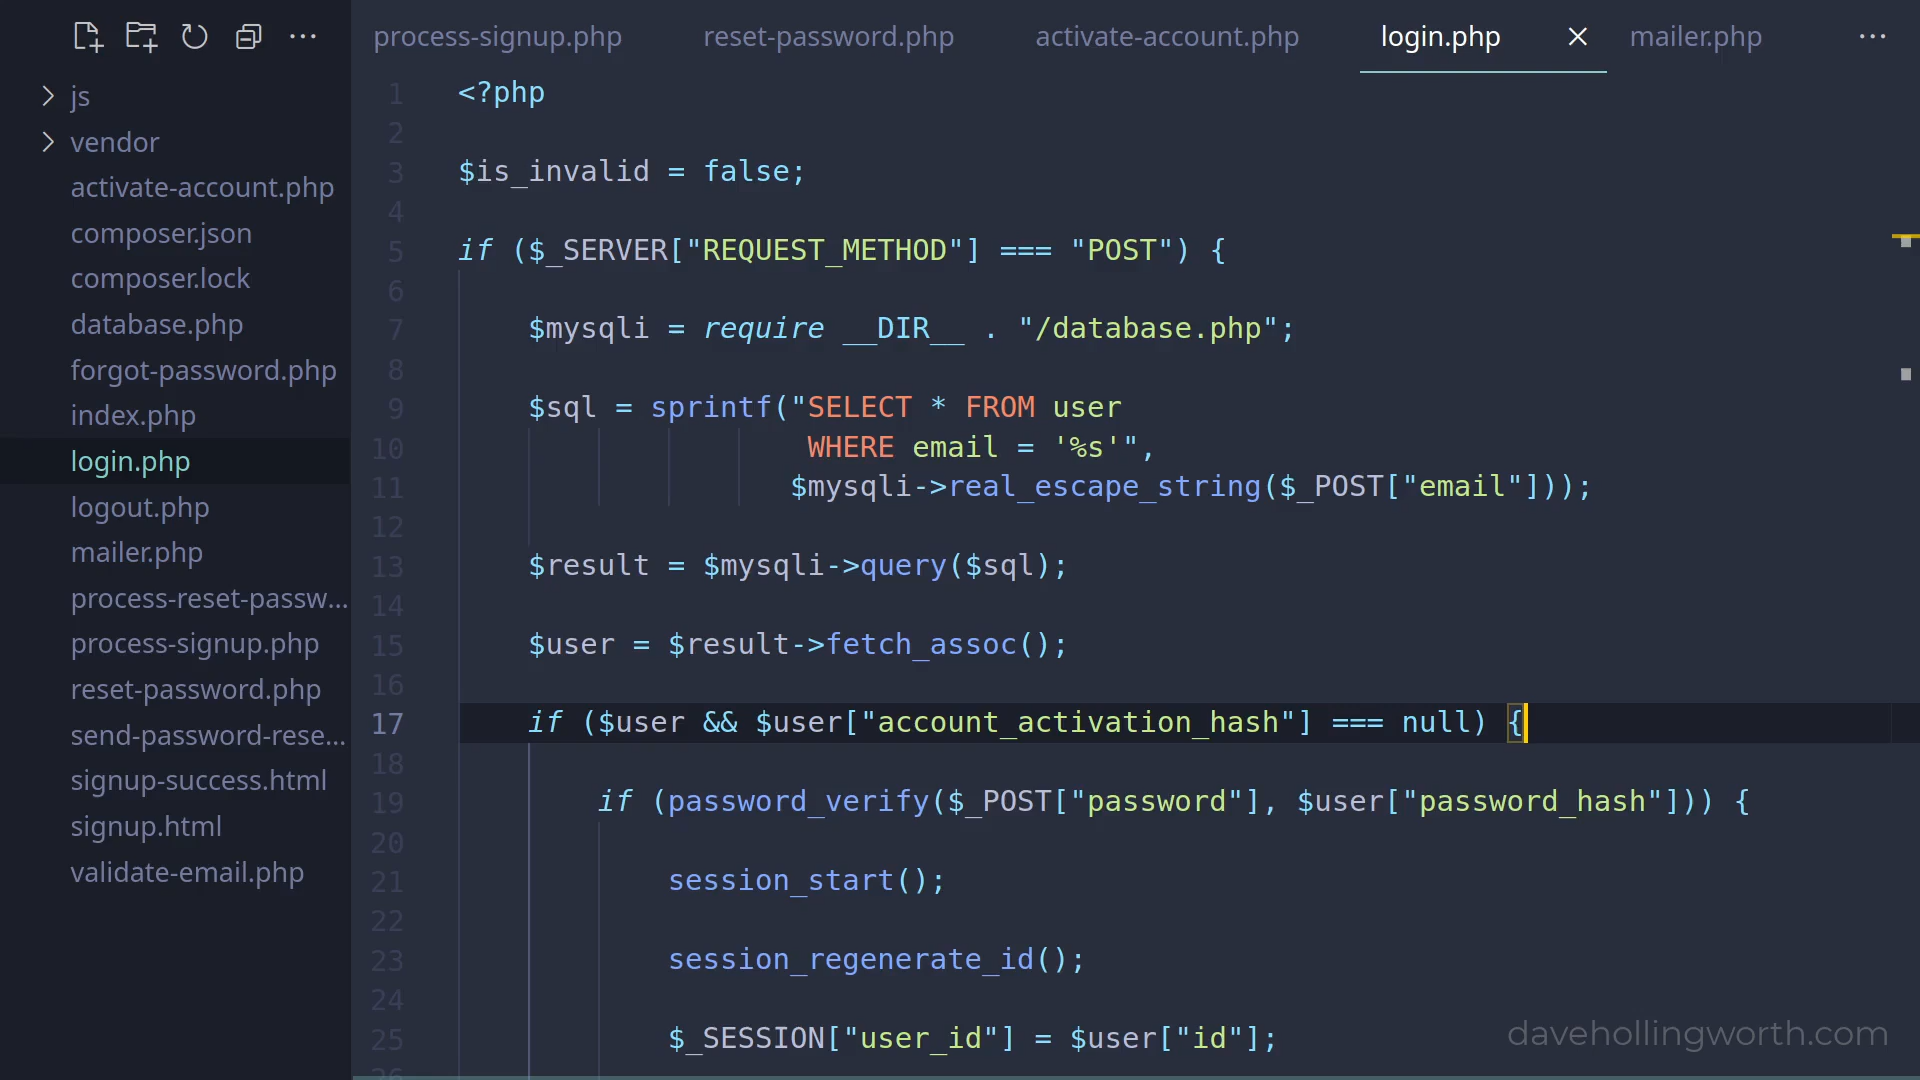 process-signup.php
reset-password.php
activate-account.php
login.php
mailer.php
js
vendor
activate-account.php
composer.json
composer.lock
database.php
forgot-password.php
index.php
login.php
logout.php
mailer.php
process-reset-passw...
process-signup.php
reset-password.php
send-password-rese...
signup-success.html
signup.html
validate-email.php
1 <?php
2
3 $is_invalid = false;
4
5 if ($_SERVER["REQUEST_METHOD"] === "POST") {
6
7 $mysqli = require __DIR__ . "/database.php";
8
9 $sql = sprintf("SELECT * FROM user
10 WHERE email = '%s'",
11 $mysqli->real_escape_string($_POST["email"]));
12
13 $result = $mysqli->query($sql);
14
15 $user = $result->fetch_assoc();
16
17 if ($user && $user["account_activation_hash"] === null) {
18
19 if (password_verify($_POST["password"], $user["password_hash"])) {
20
21 session_start();
22
23 session_regenerate_id();
24
25 $_SESSION["user_id"] = $user["id"];
26
davehollingworth.com